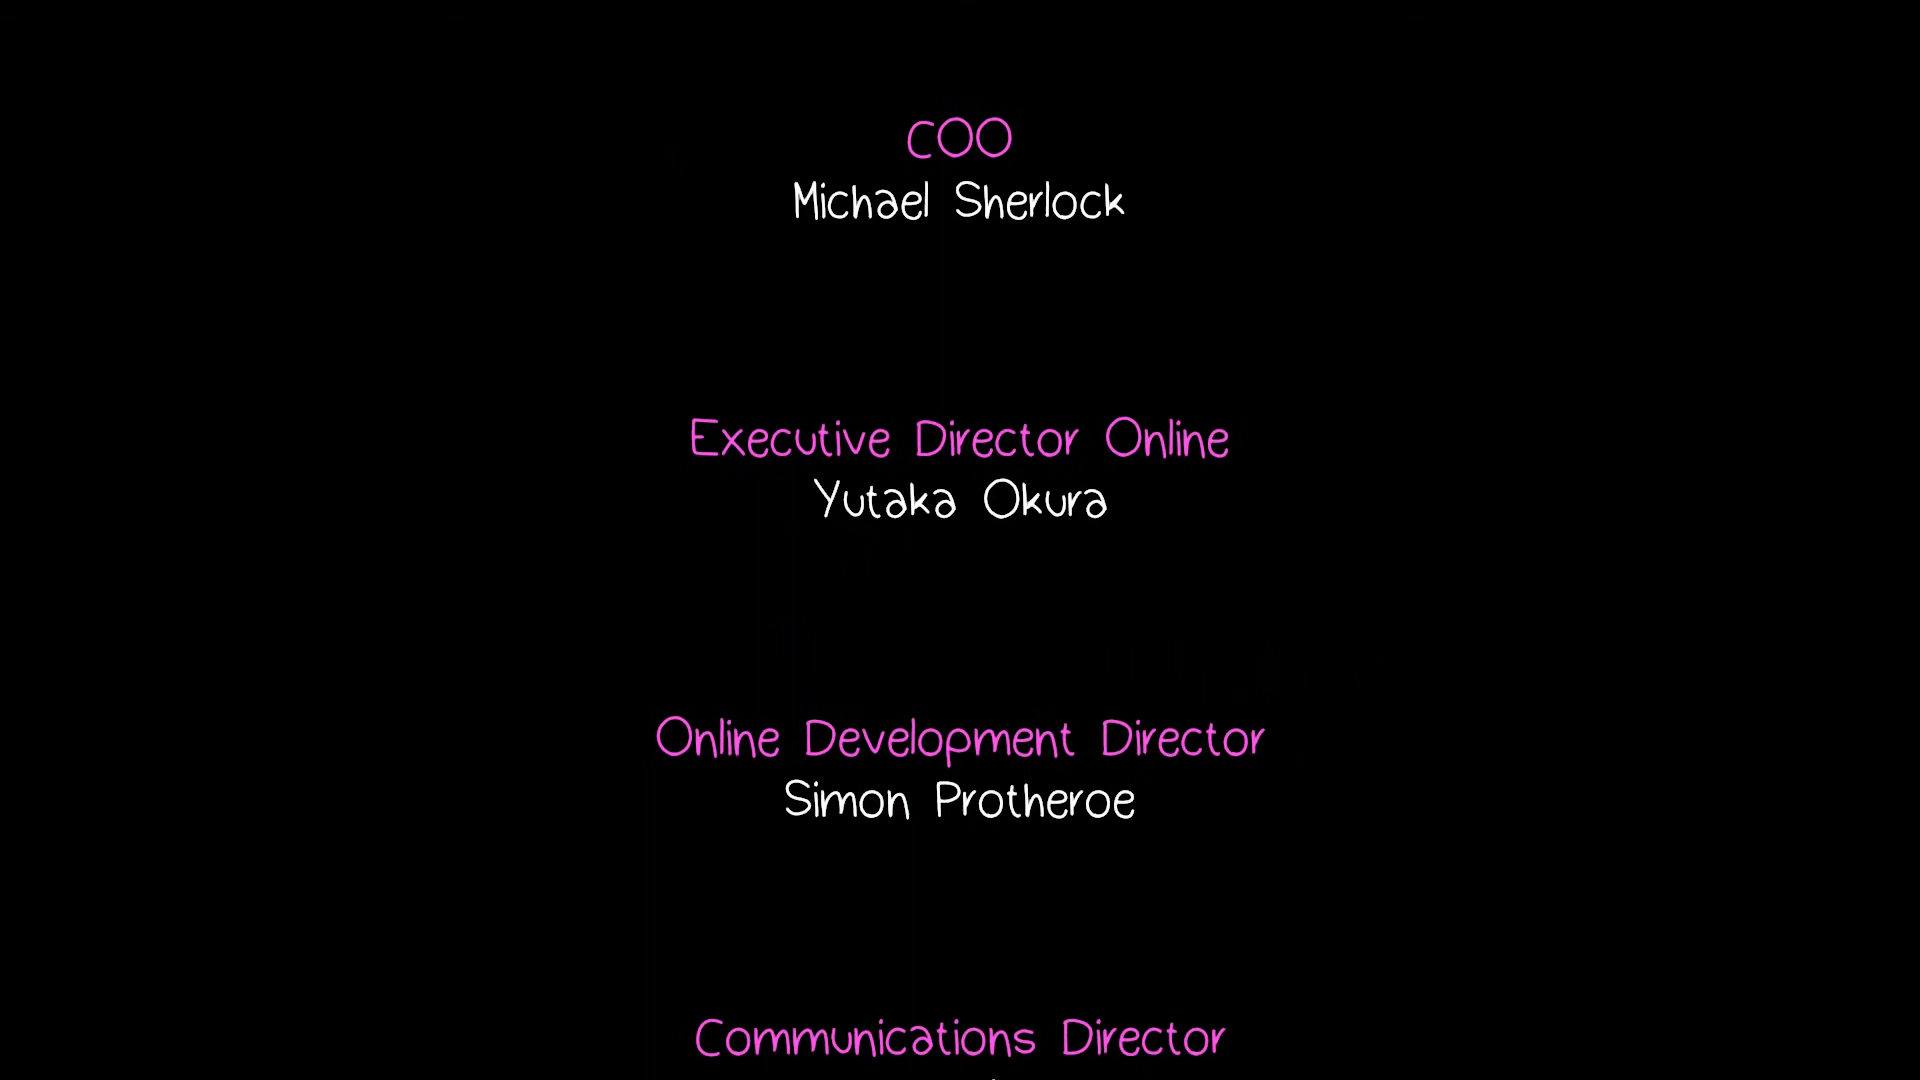 COO
Michael Sherlock
Executive Director Online
Yutaka Okura
Online Development Director
Simon Protheroe
Communications Director